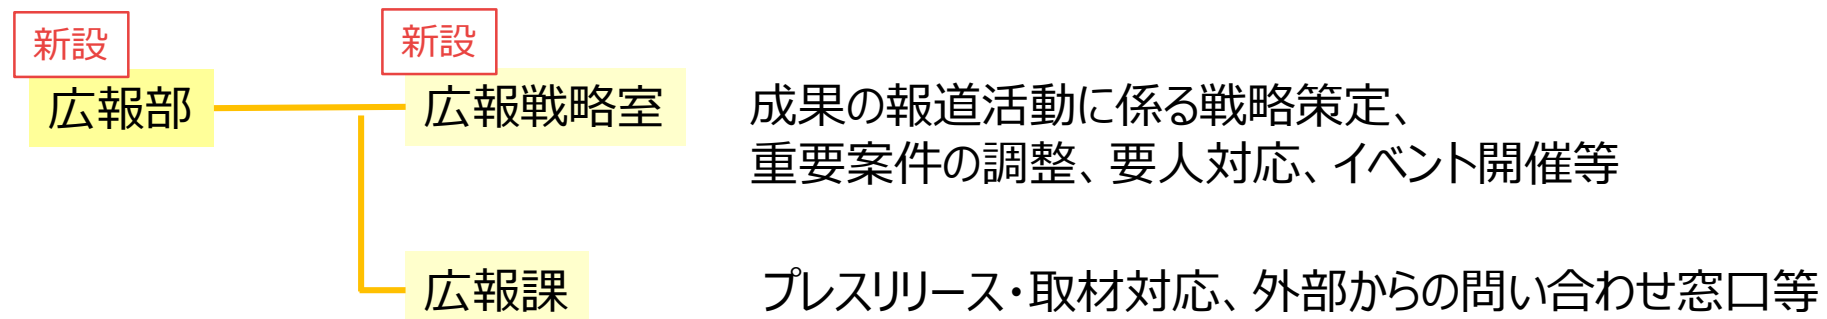 新設
新設
広報部
広報戦略室
成果の報道活動に係る戦略策定、
重要案件の調整、要人対応、イベント開催等
広報課
プレスリリース・取材対応、外部からの問い合わせ窓口等